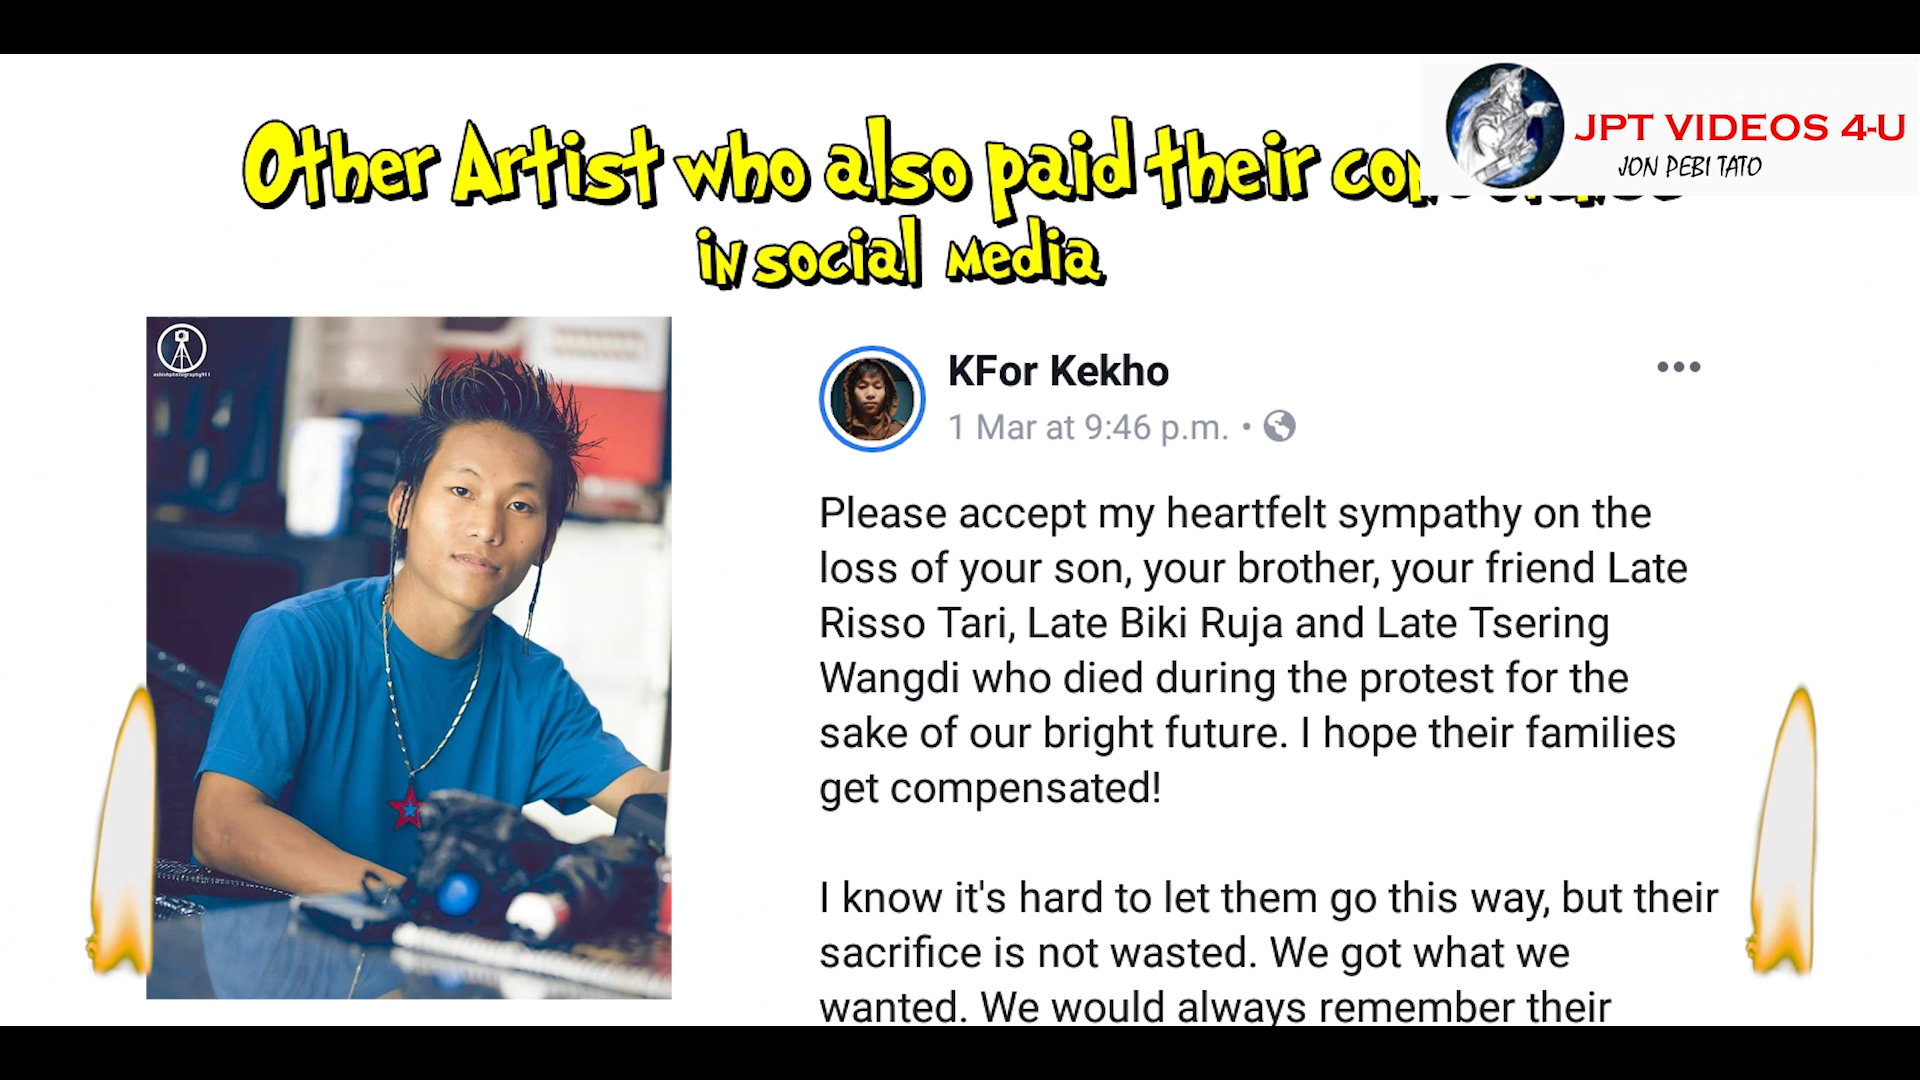 Other Artist who also paid their
in social media
JPT VIDEOS 4-U
JON PEBI TATO
KFor Kekho
1 Mar at 9:46 p.m. •
Please accept my heartfelt sympathy on the
loss of your son, your brother, your friend Late
Risso Tari, Late Biki Ruja and Late Tsering
Wangdi who died during the protest for the
sake of our bright future. I hope their families
get compensated!
I know it's hard to let them go this way, but their
sacrifice is not wasted. We got what we
wanted. We would always remember their